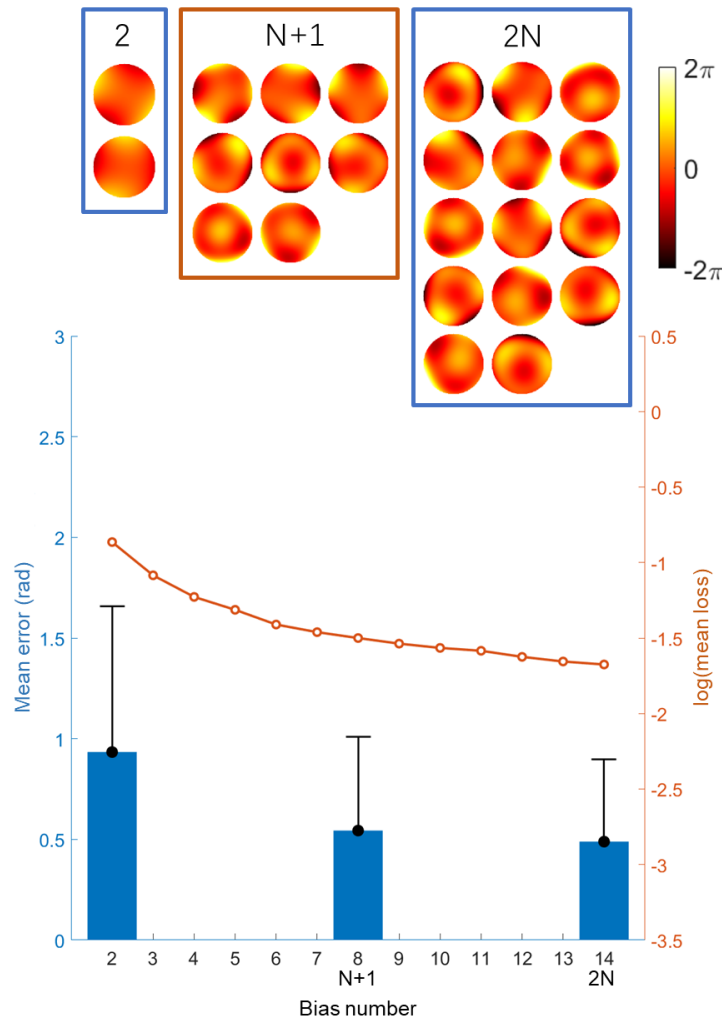 2
N+1
2N
2π
0
-2π
3
2.5
2
1.5
1
0.5
0
Mean error (rad)
0.5
0
-0.5
-1
-1.5
-2
-2.5
-3
-3.5
log(mean loss)
2 3 4 5 6 7 8 9 10 11 12 13 14
N+1 2N
Bias number